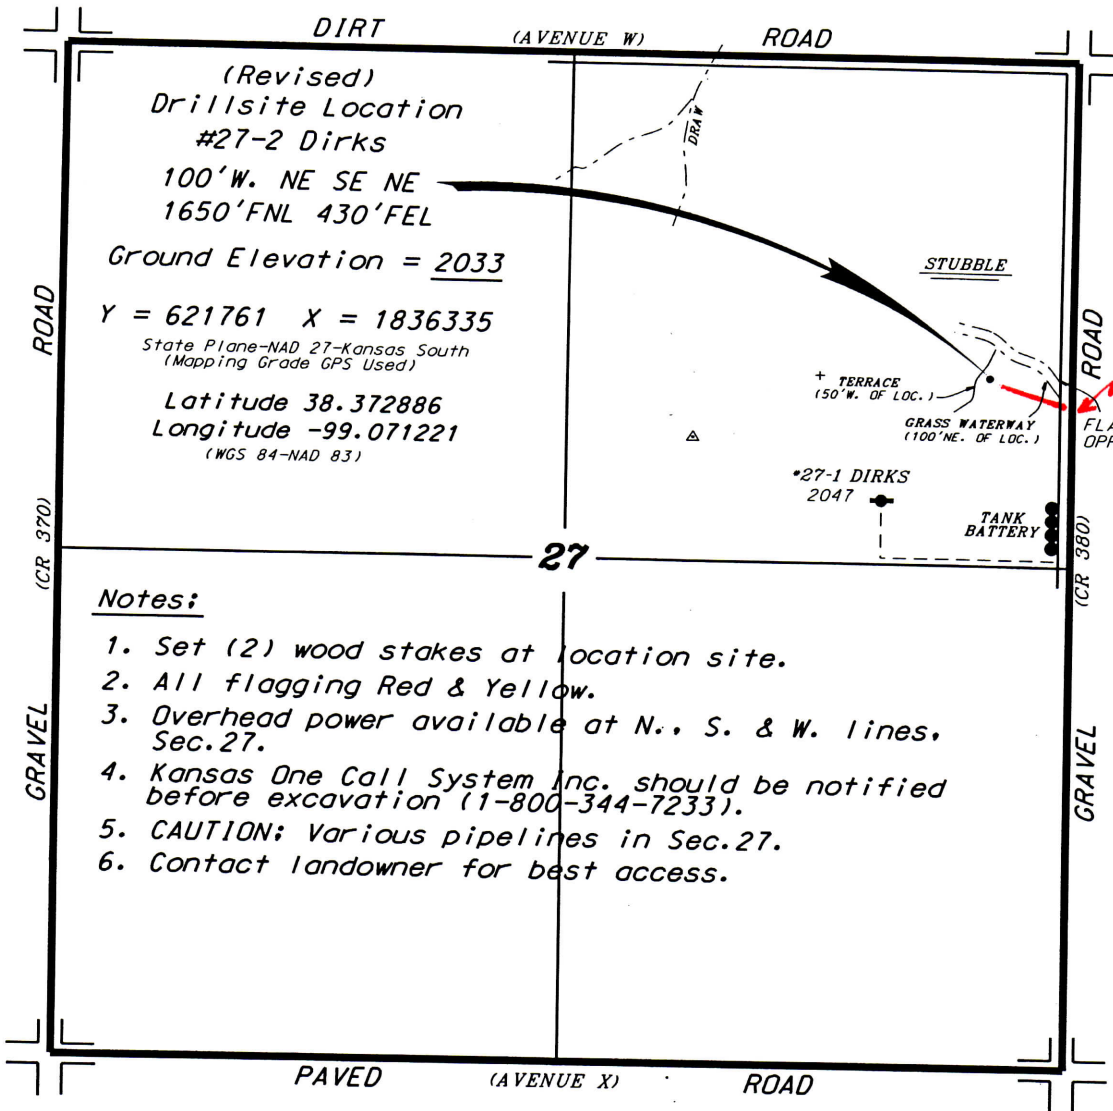 DIRT (AVENUE W) ROAD
(Revised)
Drillsite Location
#27-2 Dirks
100'W. NE SE NE
1650'FNL 430'FEL
Ground Elevation = 2033
Y = 621761 X = 1836335
State Plane-NAD 27-Kansas South
(Mapping Grade GPS Used)
Latitude 38.372886
Longitude -99.071221
(WGS 84-NAD 83)
DRAW
STUBBLE
+ TERRACE
(50'W. OF LOC.)
GRASS WATERWAY
(100'NE. OF LOC.)
FLA
OPP
#27-1 DIRKS
2047
TANK
BATTERY
ROAD
(CR 370)
GRAVEL
ROAD
(CR 380)
GRAVEL
27
Notes:
1. Set (2) wood stakes at location site.
2. All flagging Red & Yellow.
3. Overhead power available at N., S. & W. lines,
Sec.27.
4. Kansas One Call System Inc. should be notified
before excavation (1-800-344-7233).
5. CAUTION: Various pipelines in Sec.27.
6. Contact landowner for best access.
PAVED (AVENUE X) ROAD